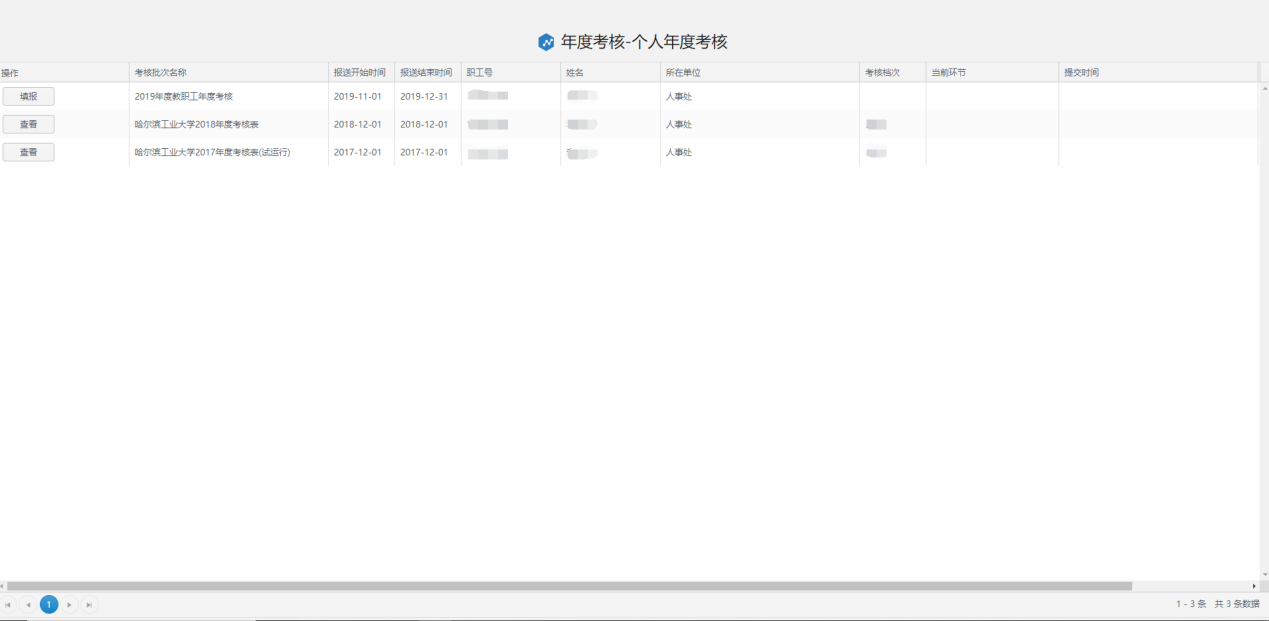 年度考核-个人年度考核
操作 考核批次名称 报送开始时间 报送结束时间 职工号 姓名 所在单位 考核档次 当前环节 提交时间
填报 2019年度教职工年度考核 2019-11-01 2019-12-31 人事处
查看 哈尔滨工业大学2018年度考核表 2018-12-01 2018-12-01 人事处
查看 哈尔滨工业大学2017年度考核表(试运行) 2017-12-01 2017-12-01 人事处
1 1 - 3 条 共 3 条数据